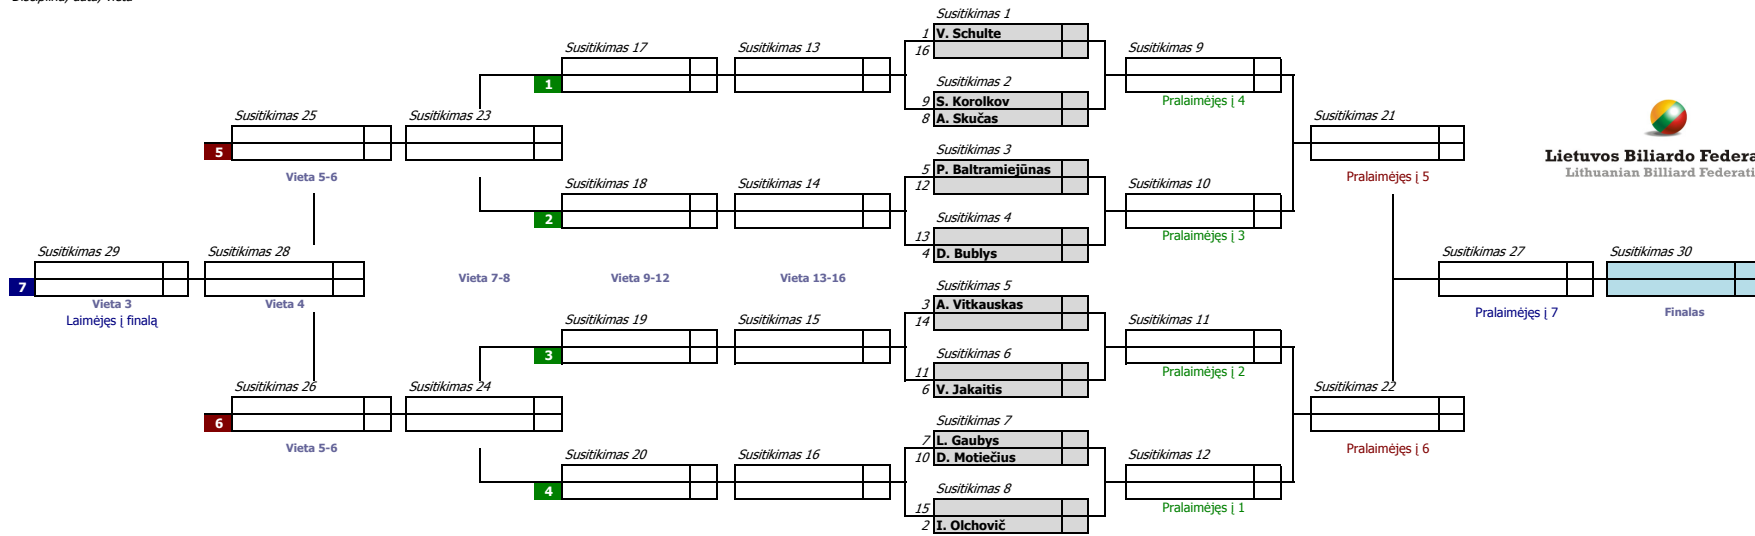 Susitikimas 1
1 V. Schulte
16
Susitikimas 17
Susitikimas 13
Susitikimas 9
1
Susitikimas 2
9 S. Korolkov
8 A. Skučas
Pralaimėjęs į 4
Susitikimas 25
Susitikimas 23
Susitikimas 21
5
Susitikimas 3
5 P. Baltramiejūnas
12
Vieta 5-6
Pralaimėjęs į 5
Lietuvos Biliardo
Lithuanian Billiard
Susitikimas 18
Susitikimas 14
Susitikimas 10
2
Susitikimas 4
13
4 D. Bublys
Pralaimėjęs į 3
Susitikimas 29
Susitikimas 28
Susitikimas 27
Susitikimas 30
7
Vieta 7-8
Vieta 9-12
Vieta 13-16
Vieta 3
Laimėjęs į finalą
Vieta 4
Susitikimas 5
3 A. Vitkauskas
14
Pralaimėjęs į 7
Finalas
Susitikimas 19
Susitikimas 15
Susitikimas 11
3
Susitikimas 6
11
6 V. Jakaitis
Pralaimėjęs į 2
Susitikimas 26
Susitikimas 24
Susitikimas 22
6
Susitikimas 7
7 L. Gaubys
10 D. Motiečius
Vieta 5-6
Pralaimėjęs į 6
Susitikimas 20
Susitikimas 16
Susitikimas 12
4
Susitikimas 8
15
2 I. Olchovič
Pralaimėjęs į 1